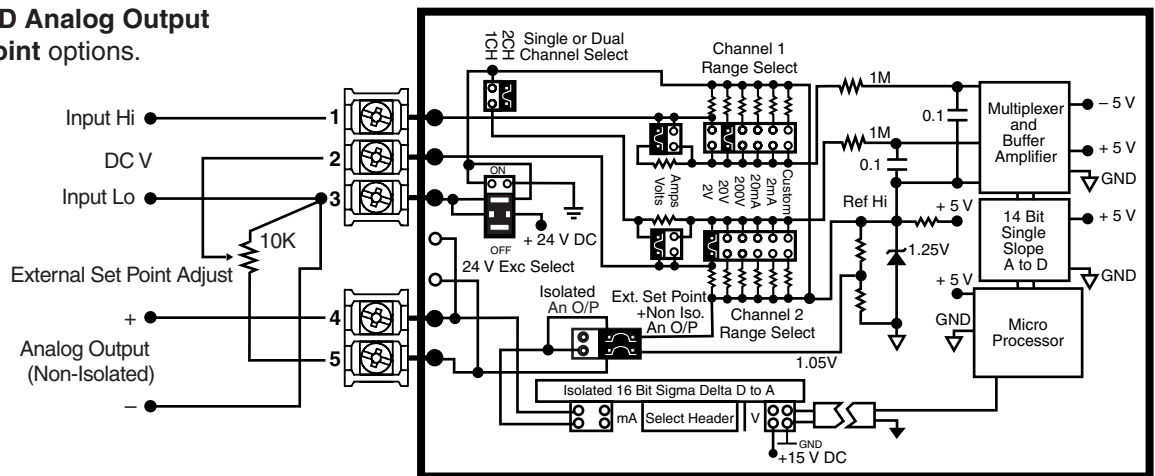 D Analog Output
oint options.
1CH
2CH
Single or Dual
Channel Select
Channel 1
Range Select
1M
Input Hi
1
0.1
Multiplexer
and
Buffer
Amplifier
– 5 V
+ 5 V
GND
1M
0.1
DC V
2
ON
Volts
Amps
2V
20V
200V
20mA
2mA
Custom
Input Lo
3
Ref Hi
+ 5 V
14 Bit
Single
Slope
A to D
+ 5 V
GND
10K
+ 24 V DC
OFF
24 V Exc Select
1.25V
External Set Point Adjust
Isolated
An O/P
Ext. Set Point
+Non Iso.
An O/P
Channel 2
Range Select
+ 5 V
GND
Micro
Processor
+
4
Analog Output
(Non-Isolated)
5
1.05V
–
Isolated 16 Bit Sigma Delta D to A
mA
Select Header
V
GND
+15 V DC